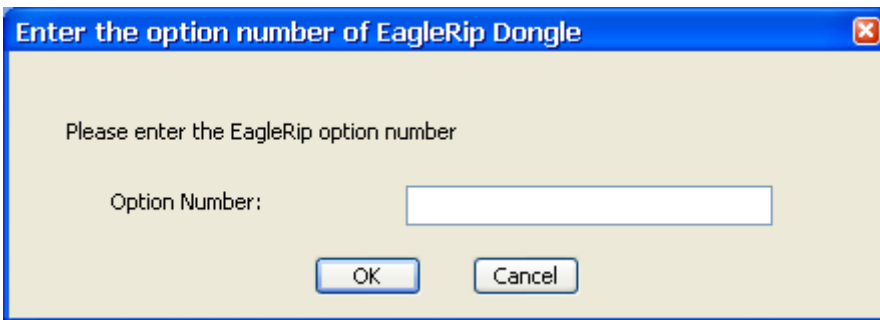 Enter the option number of EagleRip Dongle
Please enter the EagleRip option number
Option Number:
OK Cancel